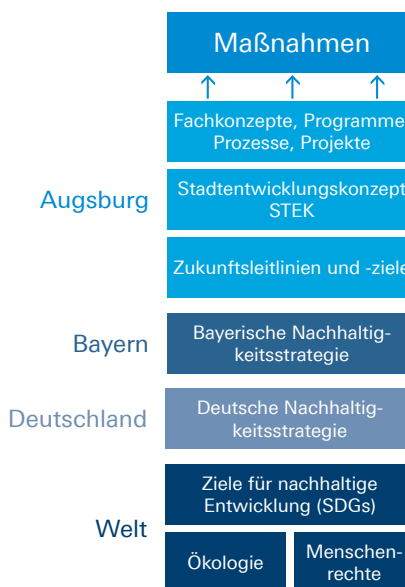 Maßnahmen
Fachkonzepte, Programme
Prozesse, Projekte
Augsburg
Stadtentwicklungskonzept
STEK
Zukunftsleitlinien und -ziele
Bayern
Bayerische Nachhaltig-
keitsstrategie
Deutschland
Deutsche Nachhaltig-
keitsstrategie
Welt
Ziele für nachhaltige
Entwicklung (SDGs)
Ökologie
Menschen-
rechte